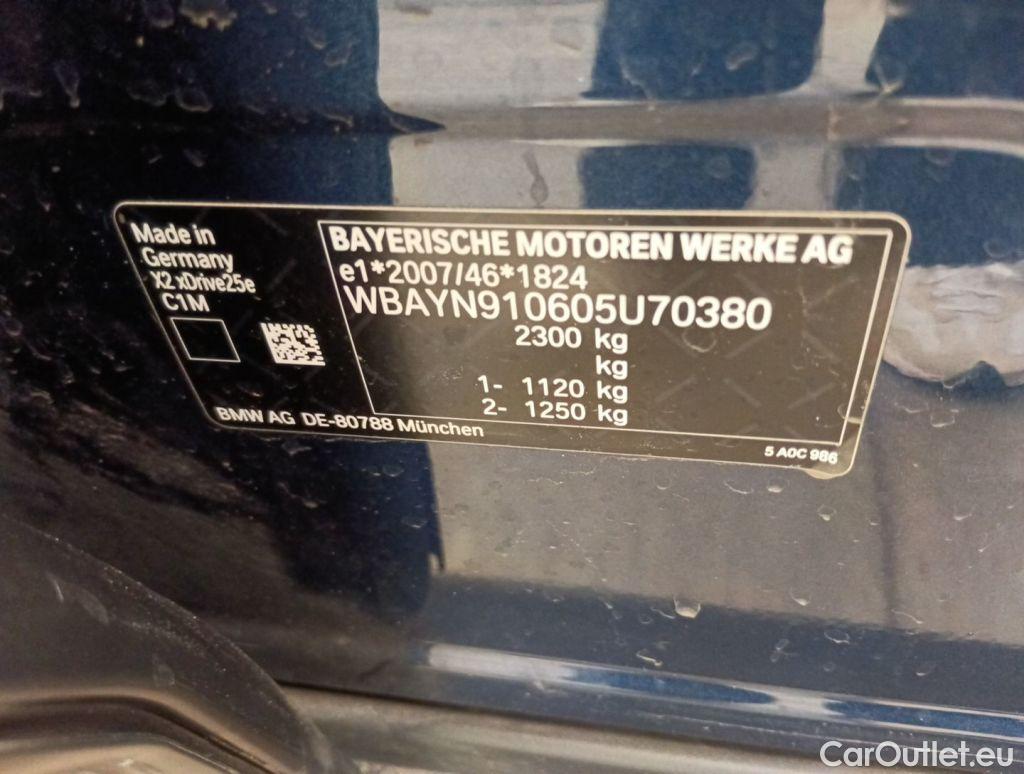 Made in
Germany
X2 xDrive25e
C1M
BAYERISCHE MOTOREN WERKE AG
e1*2007/46*1824
WBAYN910605U70380
2300 kg
kg
1- 1120 kg
2- 1250 kg
BMW AG DE-80788 München
5 A0C 986
CarOutlet.eu